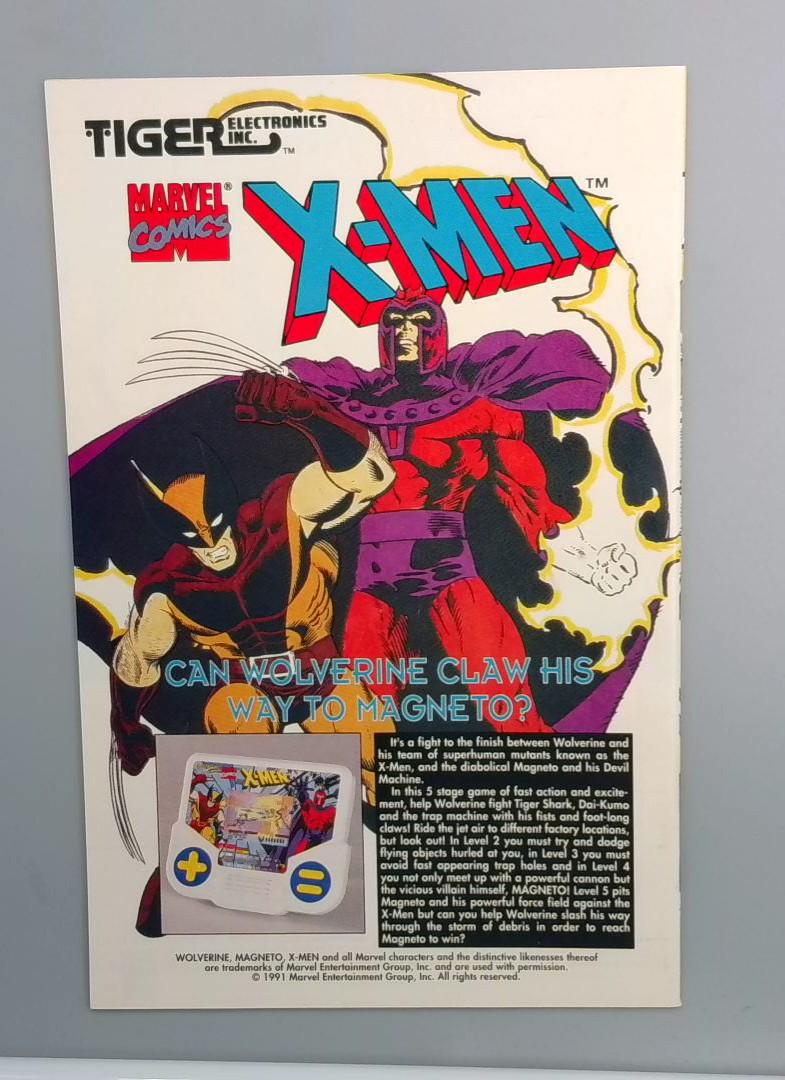 TIGER ELECTRONICS INC. ™
MARVEL®
COMICS
X-MEN™
CAN WOLVERINE CLAW HIS
WAY TO MAGNETO?
X-MEN
It's a fight to the finish between Wolverine and
his team of superhuman mutants known as the
X-Men, and the diabolical Magneto and his Devil
Machine.
In this 5 stage game of fast action and excite-
ment, help Wolverine fight Tiger Shark, Dai-Kumo
and the trap machine with his fists and foot-long
claws! Ride the jet air to different factory locations,
but look out! In Level 2 you must try and dodge
flying objects hurled at you, in Level 3 you must
avoid fast appearing trap holes and in Level 4
you not only meet up with a powerful cannon but
the vicious villain himself, MAGNETO! Level 5 pits
Magneto and his powerful force field against the
X-Men but can you help Wolverine slash his way
through the storm of debris in order to reach
Magneto to win?
WOLVERINE, MAGNETO, X-MEN and all Marvel characters and the distinctive likenesses thereof
are trademarks of Marvel Entertainment Group, Inc. and are used with permission.
© 1991 Marvel Entertainment Group, Inc. All rights reserved.